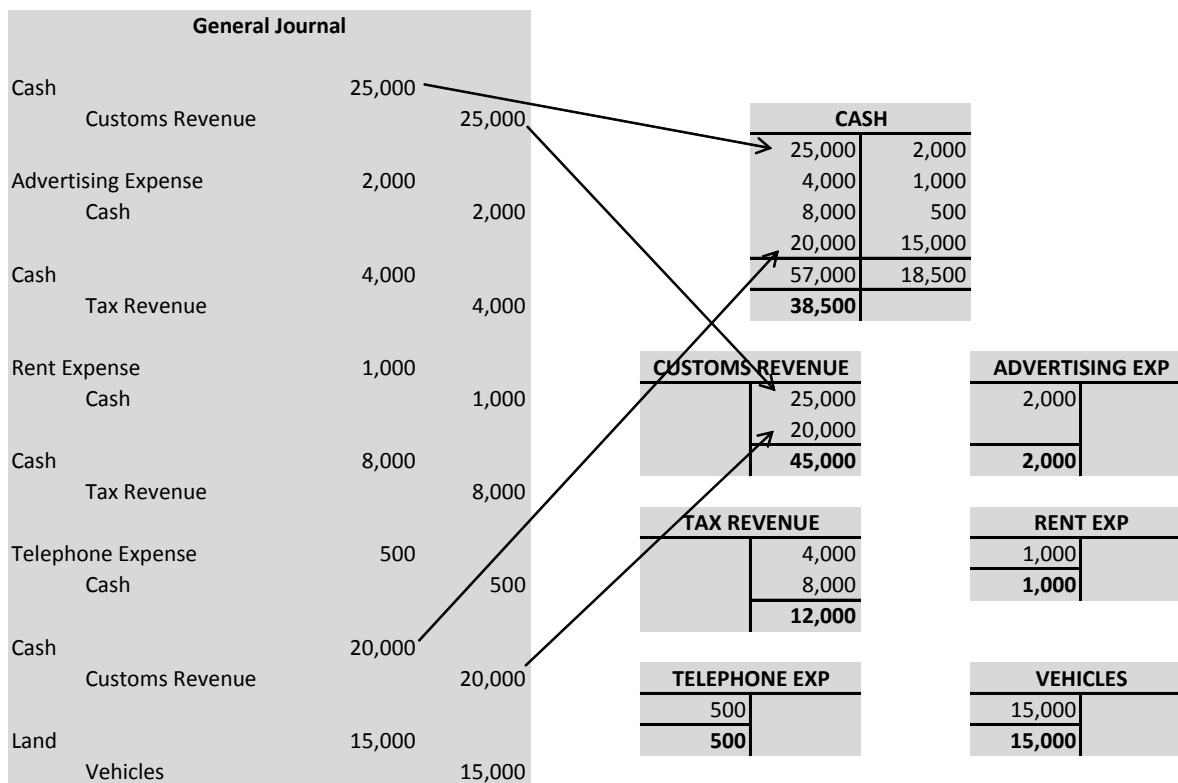 General Journal
Cash 25,000
Customs Revenue 25,000
Advertising Expense 2,000
Cash 2,000
Cash 4,000
Tax Revenue 4,000
Rent Expense 1,000
Cash 1,000
Cash 8,000
Tax Revenue 8,000
Telephone Expense 500
Cash 500
Cash 20,000
Customs Revenue 20,000
Land 15,000
Vehicles 15,000
CASH
25,000 2,000
4,000 1,000
8,000 500
20,000 15,000
57,000 18,500
38,500
CUSTOMS REVENUE
25,000
20,000
45,000
ADVERTISING EXP
2,000
2,000
TAX REVENUE
4,000
8,000
12,000
RENT EXP
1,000
1,000
TELEPHONE EXP
500
500
VEHICLES
15,000
15,000